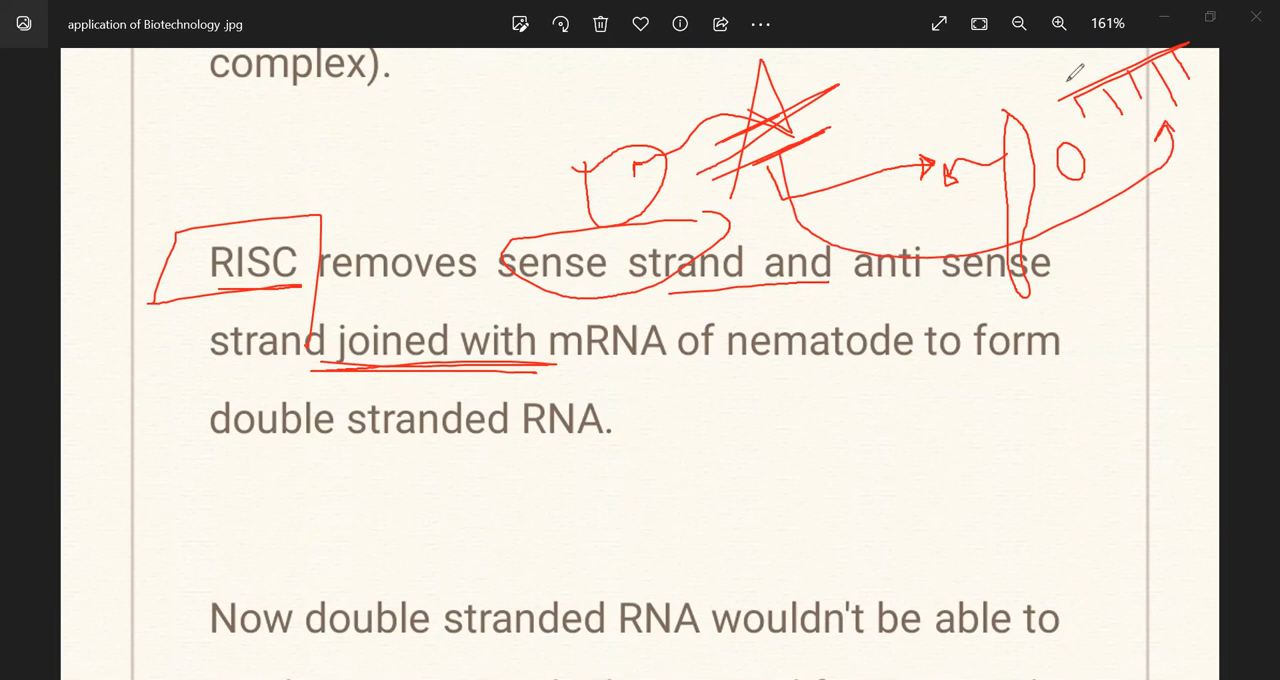 application of Biotechnology .jpg
161%
complex).
RISC removes sense strand and anti sense
strand joined with mRNA of nematode to form
double stranded RNA.
Now double stranded RNA wouldn't be able to